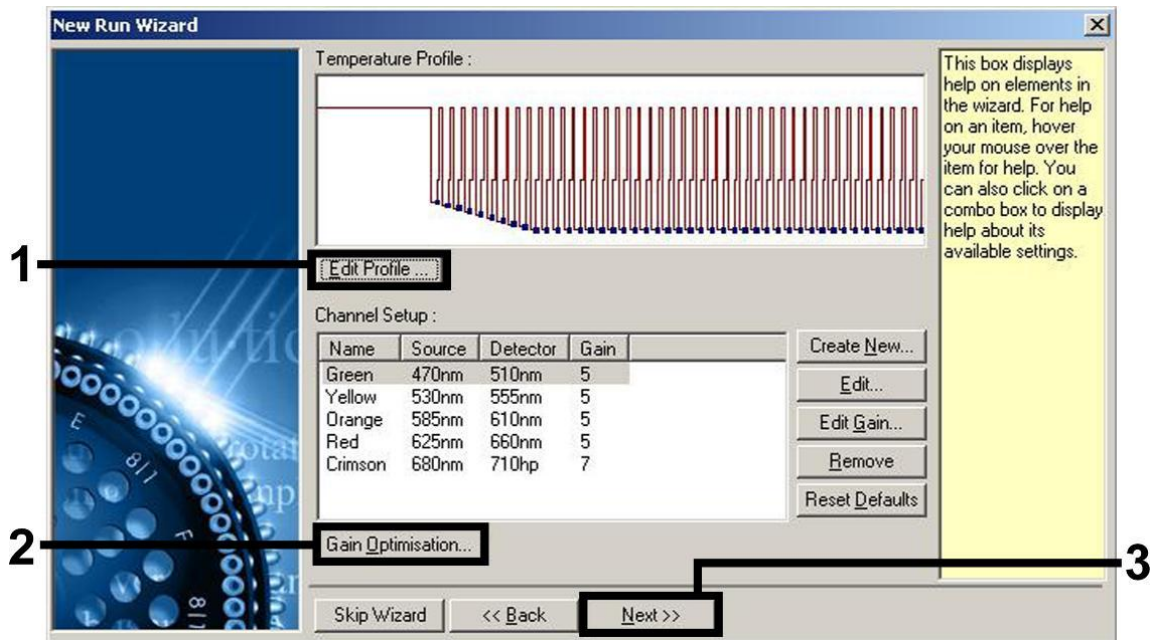 New Run Wizard
Temperature Profile :
This box displays
help on elements in
the wizard. For help
on an item, hover
your mouse over the
item for help. You
can also click on a
combo box to display
help about its
available settings.
1
Edit Profile ...
Channel Setup :
Name Source Detector Gain
Green 470nm 510nm 5
Yellow 530nm 555nm 5
Orange 585nm 610nm 5
Red 625nm 660nm 5
Crimson 680nm 710hp 7
Create New...
Edit...
Edit Gain...
Remove
Reset Defaults
2
Gain Optimisation...
3
Skip Wizard
<< Back
Next >>
E
8|7
F
8|7